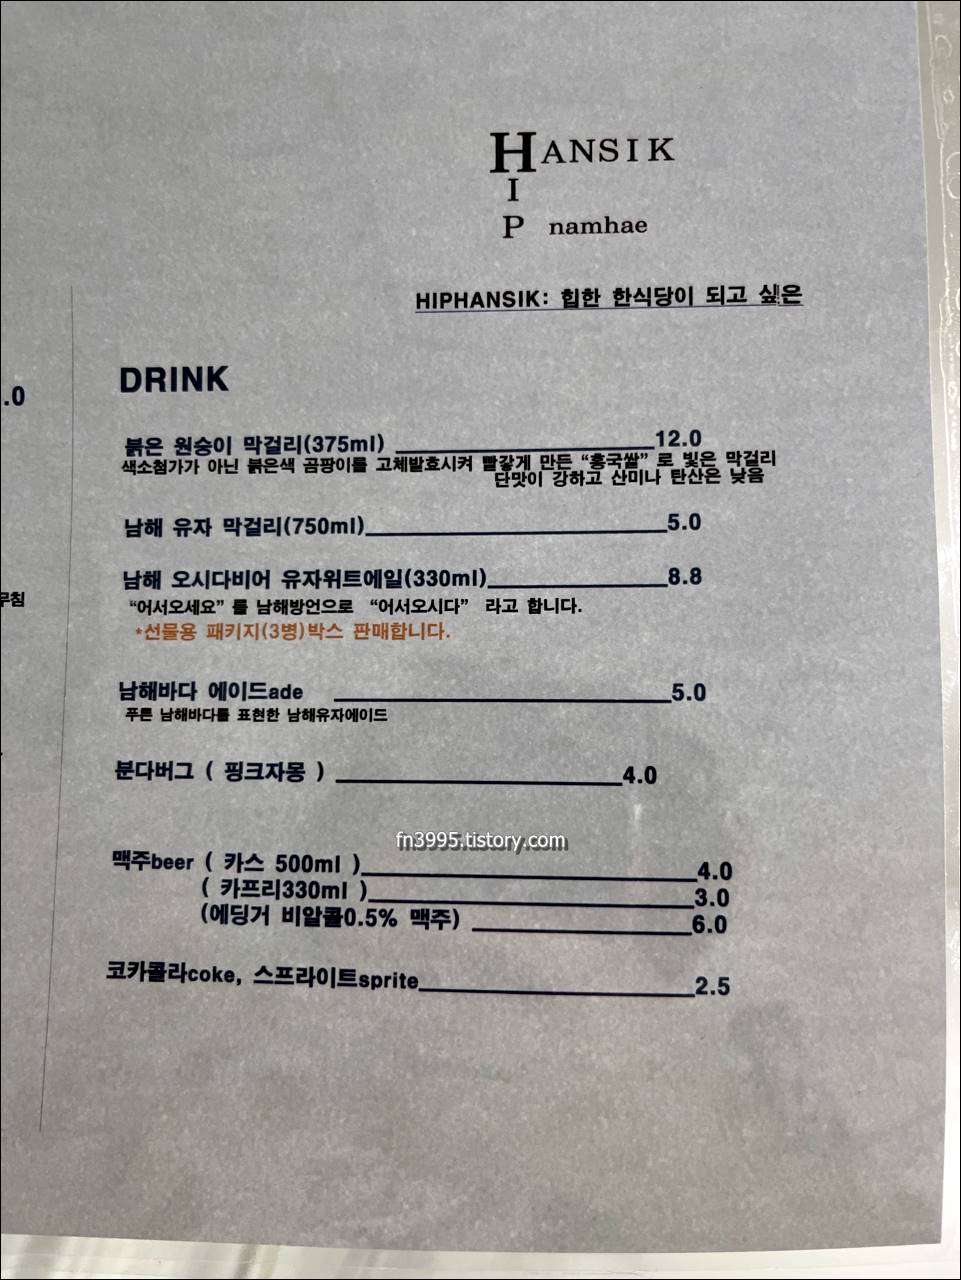 HANSIK
I
P namhae
HIPHANSIK: 힙한 한식당이 되고 싶은
.0
DRINK
붉은 원숭이 막걸리(375ml) 12.0
색소첨가가 아닌 붉은색 곰팡이를 고체발효시켜 빨갛게 만든 “홍국쌀” 로 빛은 막걸리
단맛이 강하고 산미나 탄산은 낮음
남해 유자 막걸리(750ml) 5.0
남해 오시다비어 유자위트에일(330ml) 8.8
무침
“어서오세요” 를 남해방언으로 “어서오시다” 라고 합니다.
*선물용 패키지(3병)박스 판매합니다.
남해바다 에이드ade 5.0
푸른 남해바다를 표현한 남해유자에이드
분다버그 ( 핑크자몽 ) 4.0
fn3995.tistory.com
맥주beer ( 카스 500ml ) 4.0
( 카프리330ml ) 3.0
(에딩거 비알콜0.5% 맥주) 6.0
코카콜라coke, 스프라이트sprite 2.5